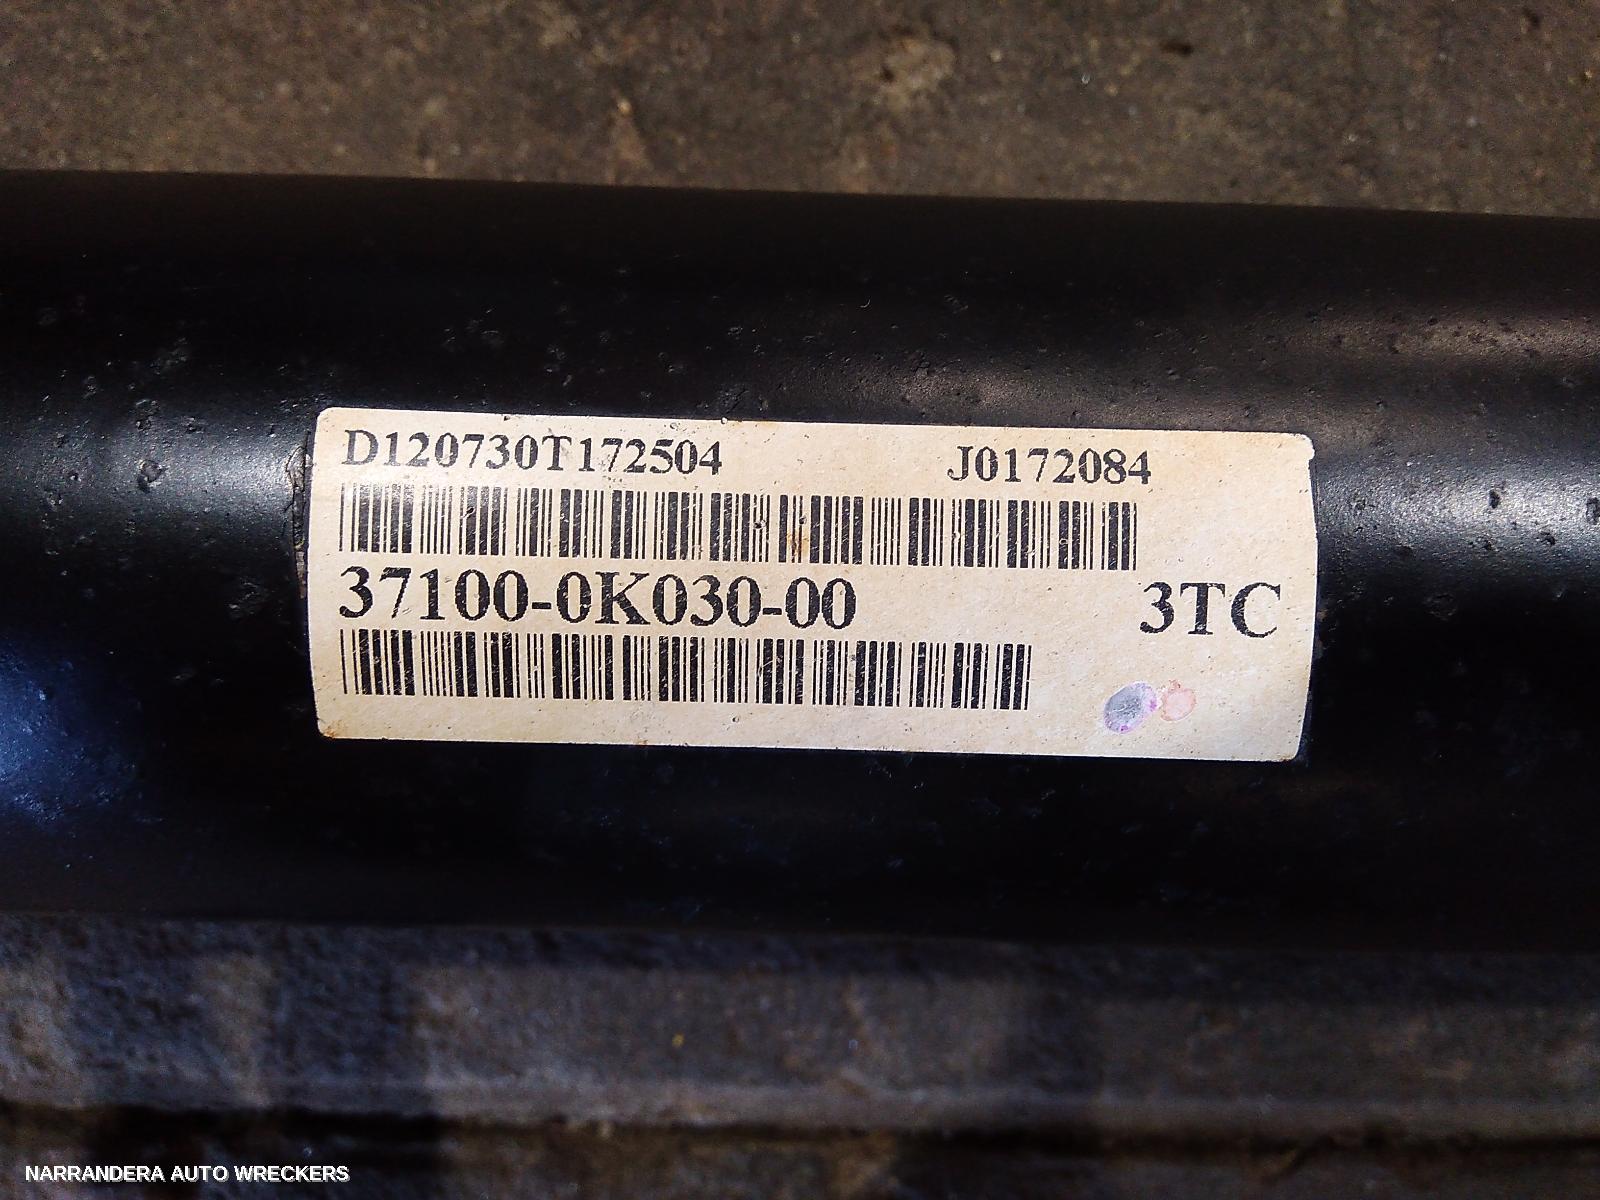 D120730T172504 J0172084
37100-0K030-00 3TC
NARRANDERA AUTO WRECKERS